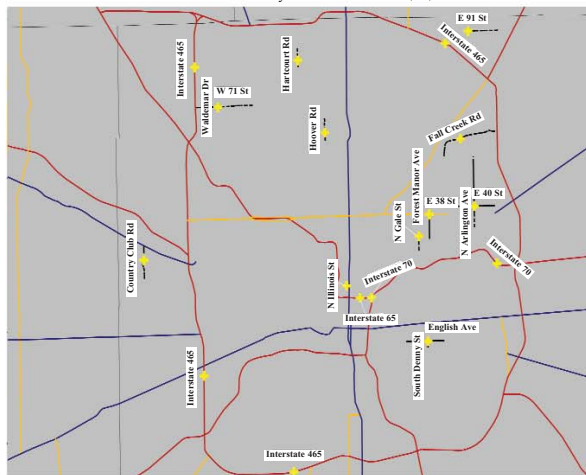 E 91 St
Interstate 465
Hartcourt Rd
Interstate 465
Waldemar Dr
W 71 St
Hoover Rd
Fall Creek Rd
Forest Manor Ave
N Gale St
E 38 St
N Arlington Ave
E 40 St
Country Club Rd
N Illinois St
Interstate 70
Interstate 70
Interstate 65
English Ave
South Denny St
Interstate 465
Interstate 465